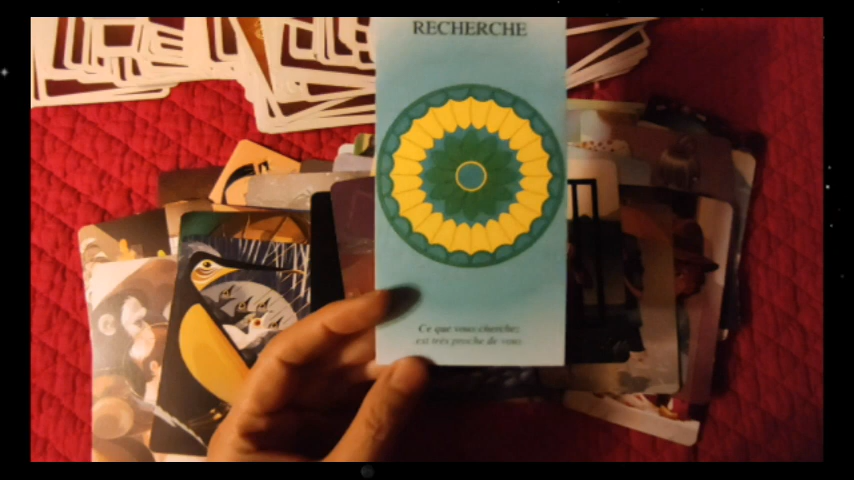 RECHERCHE
Ce que vous cherchez
est très proche de vous